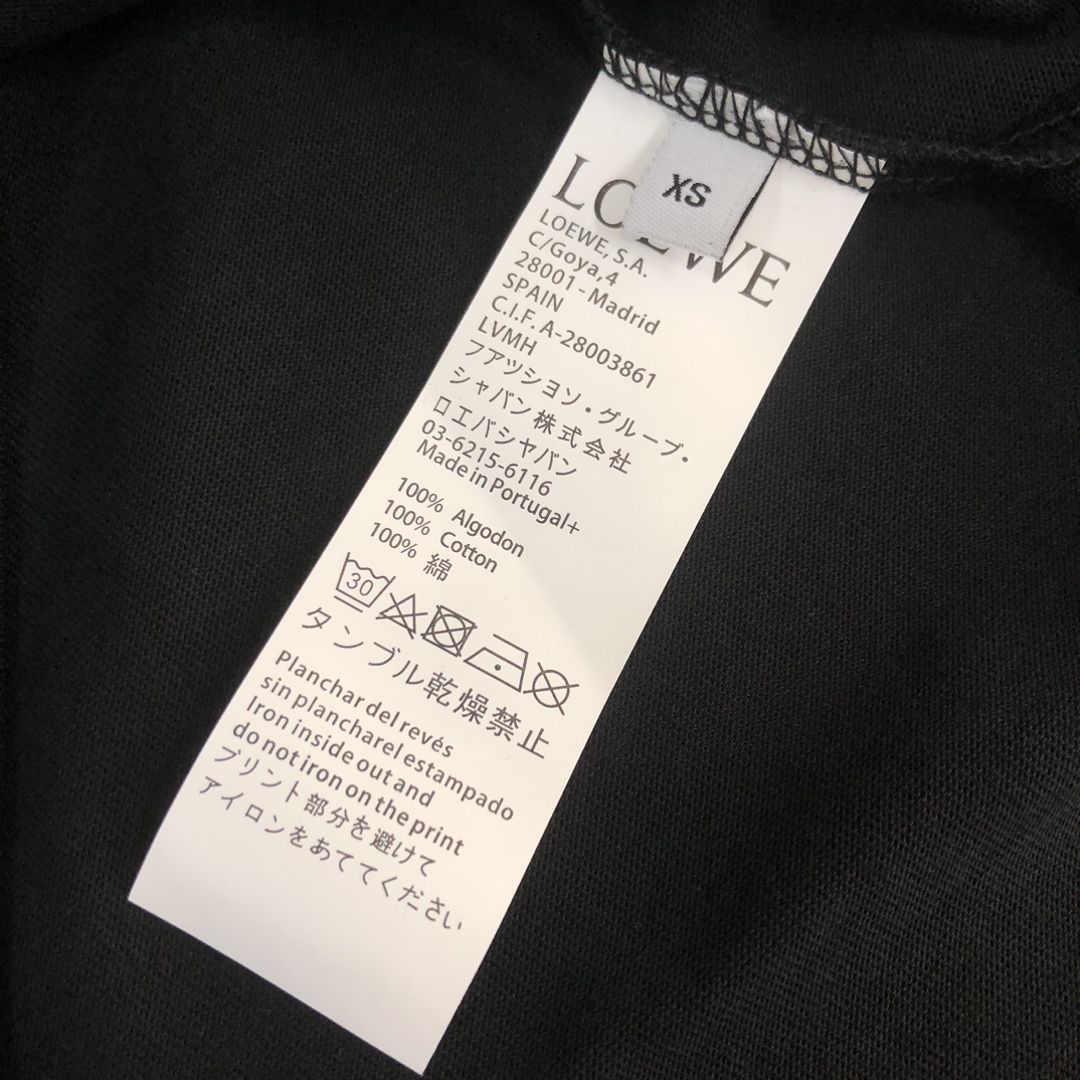 XS
LOEWE
LOEWE, S.A.
C/Goya,4
28001-Madrid
SPAIN
C.I.F. A-28003861
LVMH
フアツシヨン・グルーブ.
シャバン株式会社
ロエバシヤバン
03-6215-6116
Made in Portugal+
100% Algodon
100% Cotton
100% 綿
30
タンブル乾燥禁止
Planchar del revés
sin plancharel estampado
Iron inside out and
do not iron on the print
プリント部分を避けて
アイロンをあててください